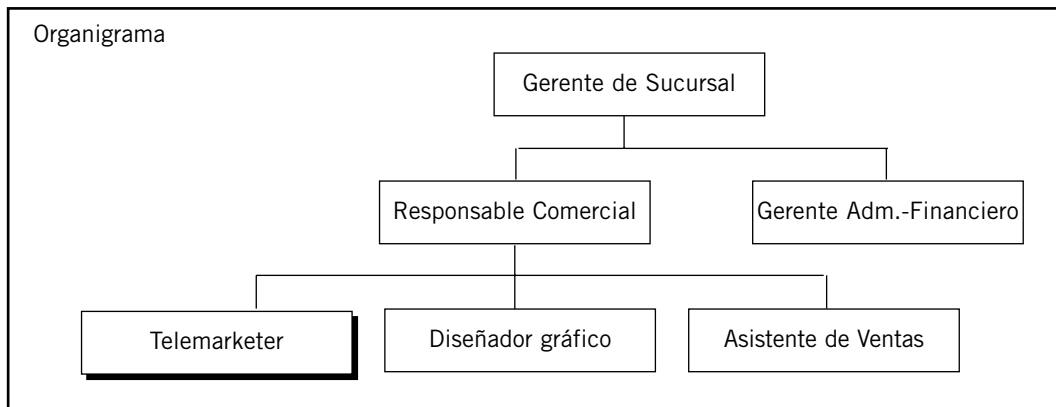 Organigrama
Gerente de Sucursal
Responsable Comercial
Gerente Adm.-Financiero
Telemarketer
Diseñador gráfico
Asistente de Ventas